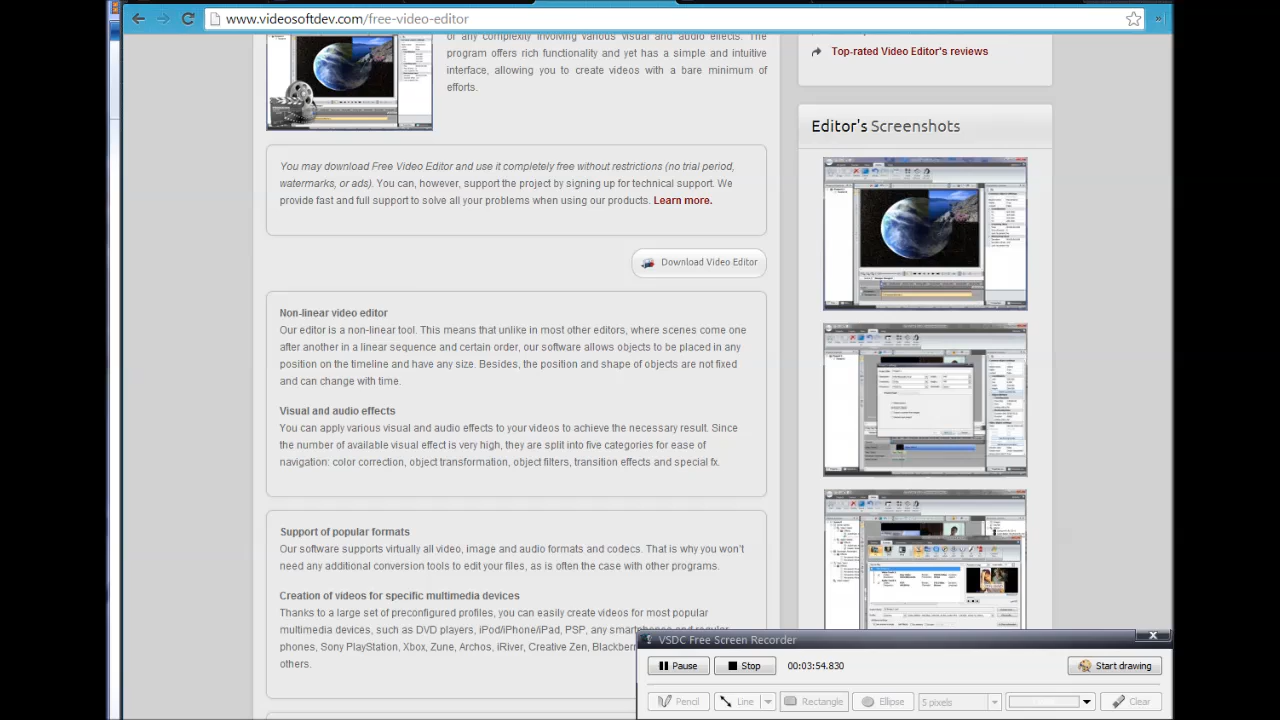 www.videosoftdev.com/free-video-editor
or any complexity involving various visual and audio effects. The
program offers rich functionality and yet has a simple and intuitive
interface, allowing you to create videos with a bare minimum of
efforts.
You may download Free Video Editor and use it completely free without restrictions (no trial period,
watermarks, or ads). You can, however, support the project by signing up for technical support. We
provide fast and full support to solve all your problems when using our products. Learn more.
Download Video Editor
Non-linear video editor
Our editor is a non-linear tool. This means that unlike in most other editors, where scenes come one
after another in a linear sequence and certain order, our software allows objects to be placed in any
position on the timeline and have any size. Besides, the position and shape of objects are not fixed
and can change with time.
Visual and audio effects
You can apply various visual and audio effects to your videos to achieve the necessary result. Since
the number of available visual effect is very high, they are split into five categories for ease of
navigation: color correction, object transformation, object filters, transition effects and special fx.
Support of popular formats
Our software supports virtually all video, image and audio formats and codecs. That is why you won't
need any additional conversion tools to edit your files, as is often the case with other programs.
Creation of videos for specific multimedia devices
Thanks to a large set of preconfigured profiles, you can easily create videos for most popular
multimedia devices, such as DVD players, iPod/iPhone/iPad, PSP, any smartphones and regular
phones, Sony PlayStation, Xbox, Zune, Archos, iRiver, Creative Zen, Blackber
others.
Top-rated Video Editor's reviews
Editor's Screenshots
VSDC Free Screen Recorder
Pause Stop 00:03:54.830 Start drawing
Pencil Line Rectangle Ellipse 5 pixels Clear